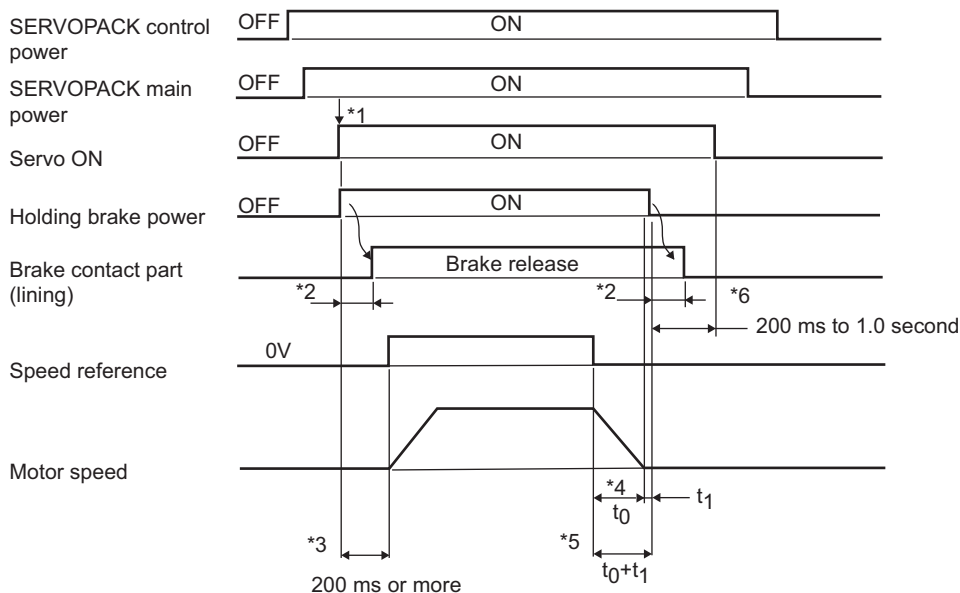 SERVOPACK control
power
OFF
ON
SERVOPACK main
power
OFF
ON
*1
Servo ON
OFF
ON
Holding brake power
OFF
ON
Brake contact part
(lining)
Brake release
*2
*2
*6
200 ms to 1.0 second
Speed reference
0V
Motor speed
*4
t0
t1
*3
200 ms or more
*5
t0+t1